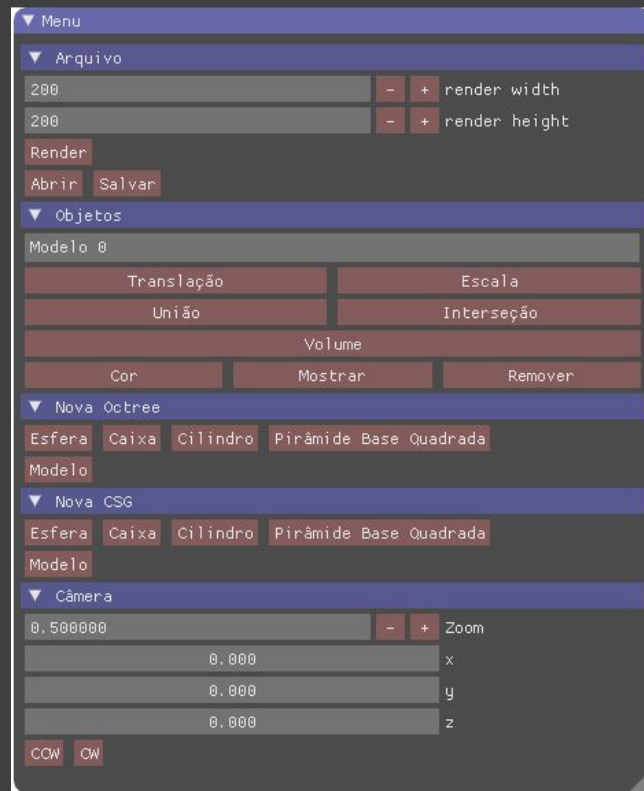 Menu
Arquivo
200 - + render width
200 - + render height
Render
Abrir Salvar
Objetos
Modelo 0
Translação Escala
União Interseção
Volume
Cor Mostrar Remover
Nova Octree
Esfera Caixa Cilindro Pirâmide Base Quadrada
Modelo
Nova CSG
Esfera Caixa Cilindro Pirâmide Base Quadrada
Modelo
Câmera
0.500000 - + Zoom
0.000 x
0.000 y
0.000 z
CCW CW